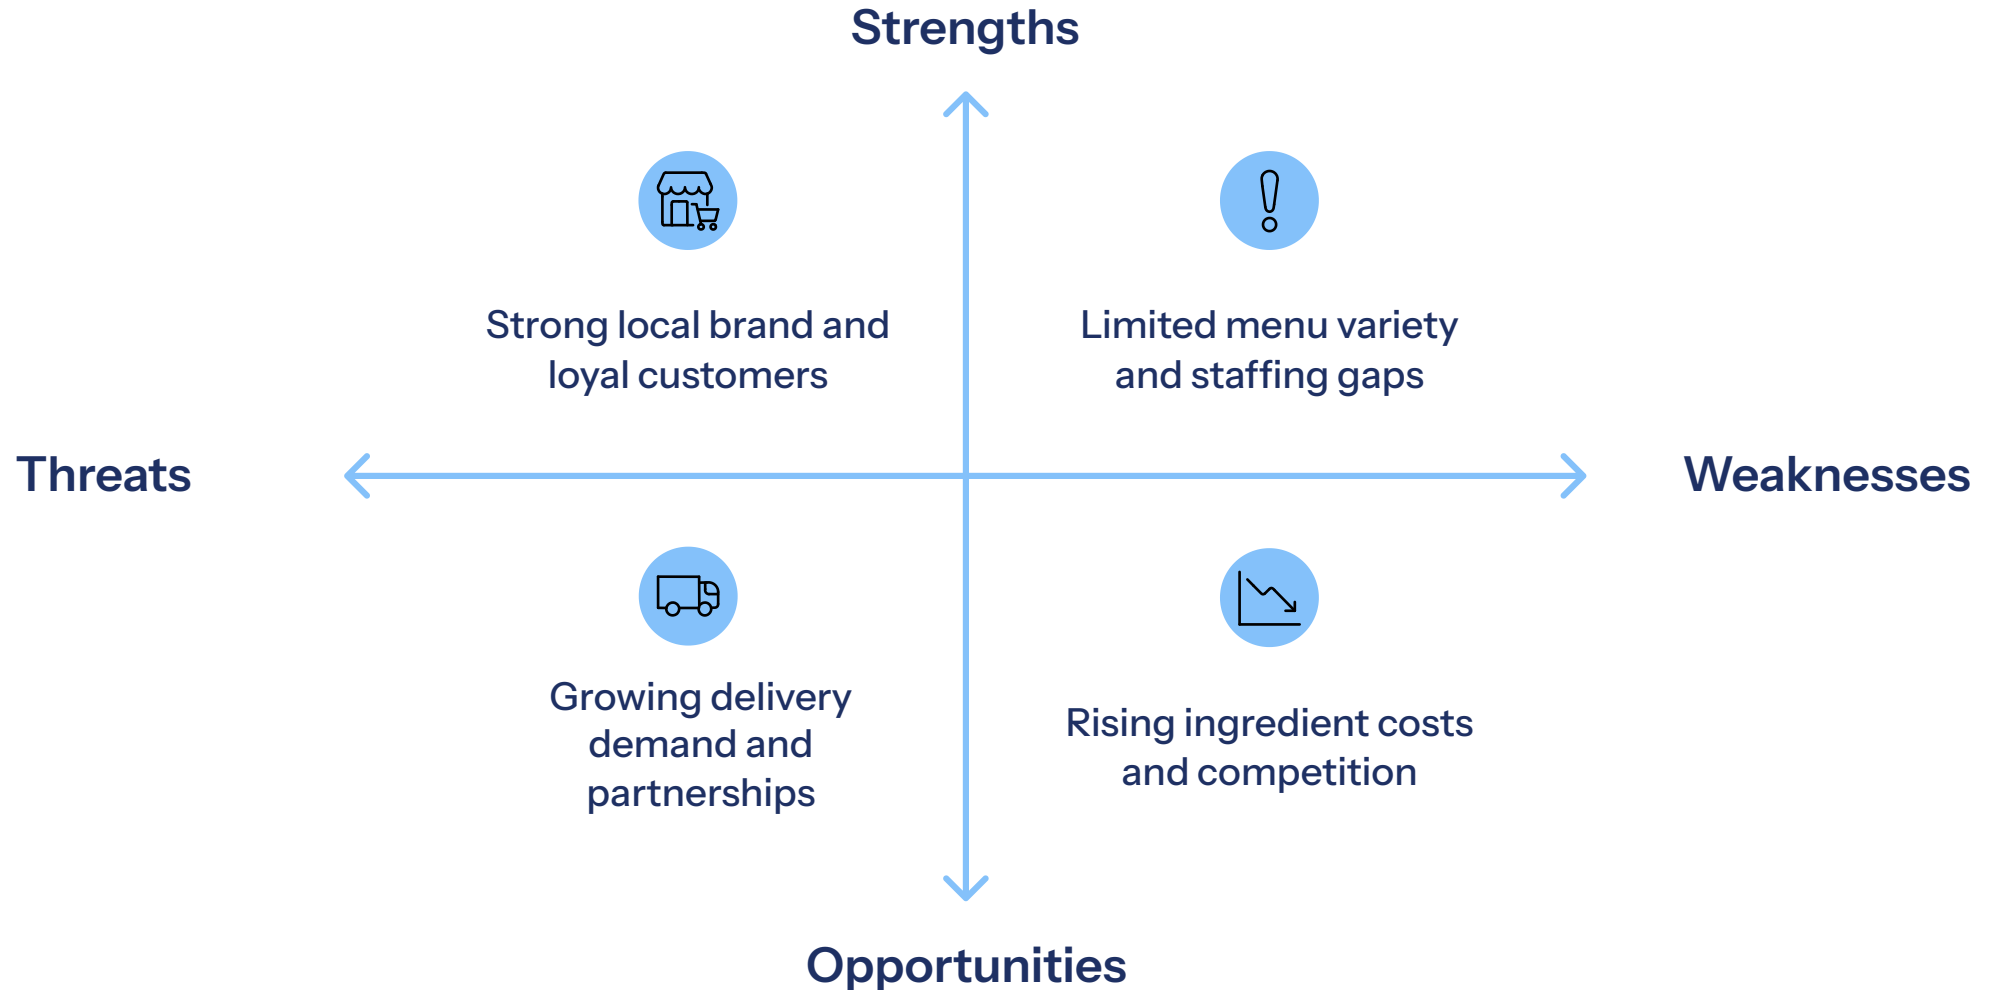 Strengths
Strong local brand and
loyal customers
Limited menu variety
and staffing gaps
Threats
Weaknesses
Growing delivery
demand and
partnerships
Rising ingredient costs
and competition
Opportunities